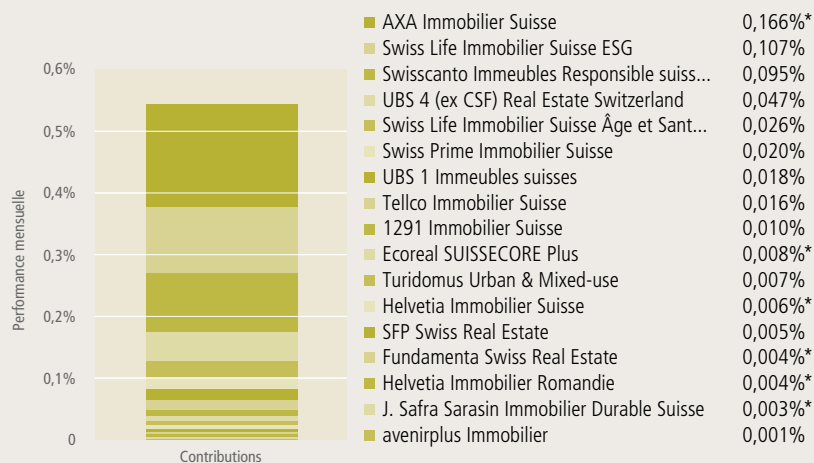 AXA Immobilier Suisse 0,166%*
Swiss Life Immobilier Suisse ESG 0,107%
Swisscanto Immeubles Responsible suiss... 0,095%
UBS 4 (ex CSF) Real Estate Switzerland 0,047%
Swiss Life Immobilier Suisse Âge et Sant... 0,026%
Swiss Prime Immobilier Suisse 0,020%
UBS 1 Immeubles suisses 0,018%
Tellco Immobilier Suisse 0,016%
1291 Immobilier Suisse 0,010%
Ecoreal SUISSECORE Plus 0,008%*
Turidomus Urban & Mixed-use 0,007%
Helvetia Immobilier Suisse 0,006%*
SFP Swiss Real Estate 0,005%
Fundamenta Swiss Real Estate 0,004%*
Helvetia Immobilier Romandie 0,004%*
J. Safra Sarasin Immobilier Durable Suisse 0,003%*
avenirplus Immobilier 0,001%
Performance mensuelle
0,6%
0,5%
0,4%
0,3%
0,2%
0,1%
0
Contributions